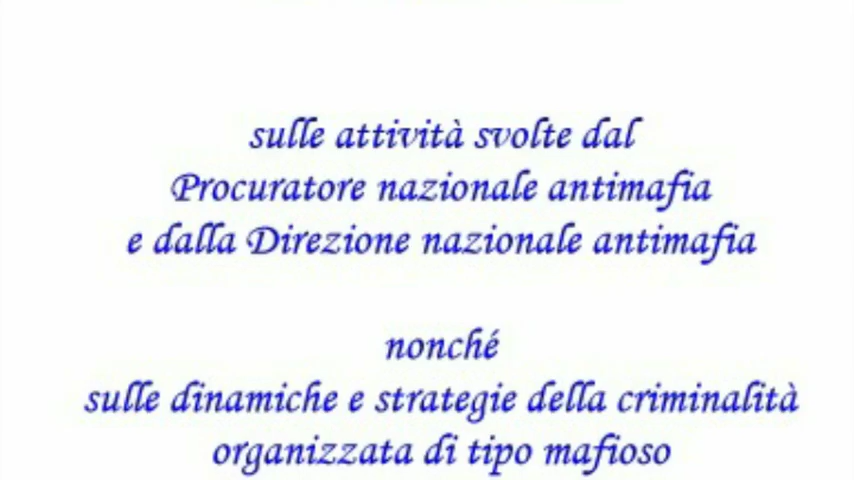 sulle attività svolte dal
Procuratore nazionale antimafia
e dalla Direzione nazionale antimafia
nonché
sulle dinamiche e strategie della criminalità
organizzata di tipo mafioso